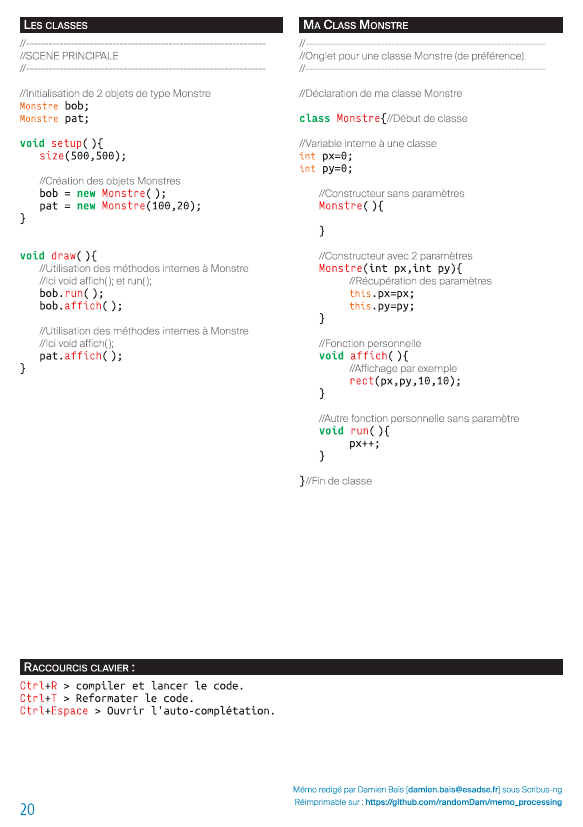 LES CLASSES
//----------------------------------------------------------------
//SCENE PRINCIPALE
//----------------------------------------------------------------
//Initialisation de 2 objets de type Monstre
Monstre bob;
Monstre pat;
void setup( ){
size(500,500);
//Création des objets Monstres
bob = new Monstre( );
pat = new Monstre(100,20);
}
void draw( ){
//Utilisation des méthodes internes à Monstre
//Ici void affich(); et run();
bob.run( );
bob.affich( );
//Utilisation des méthodes internes à Monstre
//Ici void affich();
pat.affich( );
}
MA CLASS MONSTRE
//----------------------------------------------------------------
//Onglet pour une classe Monstre (de préférence).
//----------------------------------------------------------------
//Déclaration de ma classe Monstre
class Monstre{//Début de classe
//Variable interne à une classe
int px=0;
int py=0;
//Constructeur sans paramètres
Monstre( ){
}
//Constructeur avec 2 paramètres
Monstre(int px,int py){
//Récupération des paramètres
this.px=px;
this.py=py;
}
//Fonction personnelle
void affich( ){
//Affichage par exemple
rect(px,py,10,10);
}
//Autre fonction personnelle sans paramètre
void run( ){
px++;
}
}//Fin de classe
RACCOURCIS CLAVIER :
Ctrl+R > compiler et lancer le code.
Ctrl+T > Reformater le code.
Ctrl+Espace > Ouvrir l'auto-complétation.
Mémo redigé par Damien Baïs [damien.bais@esadse.fr] sous Scribus-ng
Réimprimable sur : https://github.com/randomDam/memo_processing
20